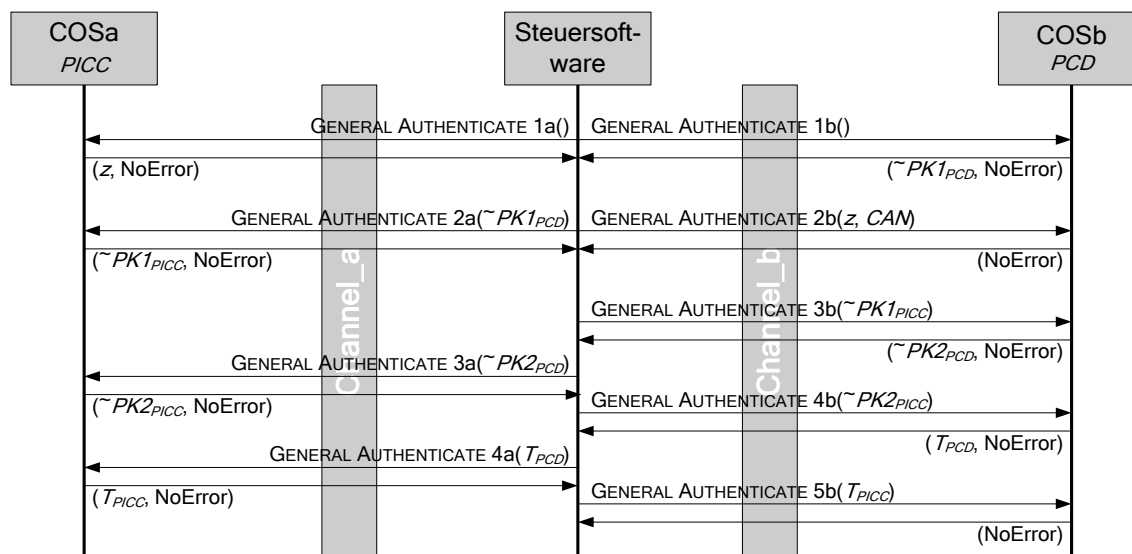 COSa
PICC
Steuersoft-
ware
COSb
PCD
GENERAL AUTHENTICATE 1a()
GENERAL AUTHENTICATE 1b()
(z, NoError)
(~PK1PCD, NoError)
GENERAL AUTHENTICATE 2a(~PK1PCD)
GENERAL AUTHENTICATE 2b(z, CAN)
(~PK1PICC, NoError)
(NoError)
Channel_a
Channel_b
GENERAL AUTHENTICATE 3b(~PK1PICC)
(~PK2PCD, NoError)
GENERAL AUTHENTICATE 3a(~PK2PCD)
(~PK2PICC, NoError)
GENERAL AUTHENTICATE 4b(~PK2PICC)
(TPCD, NoError)
GENERAL AUTHENTICATE 4a(TPCD)
(TPICC, NoError)
GENERAL AUTHENTICATE 5b(TPICC)
(NoError)